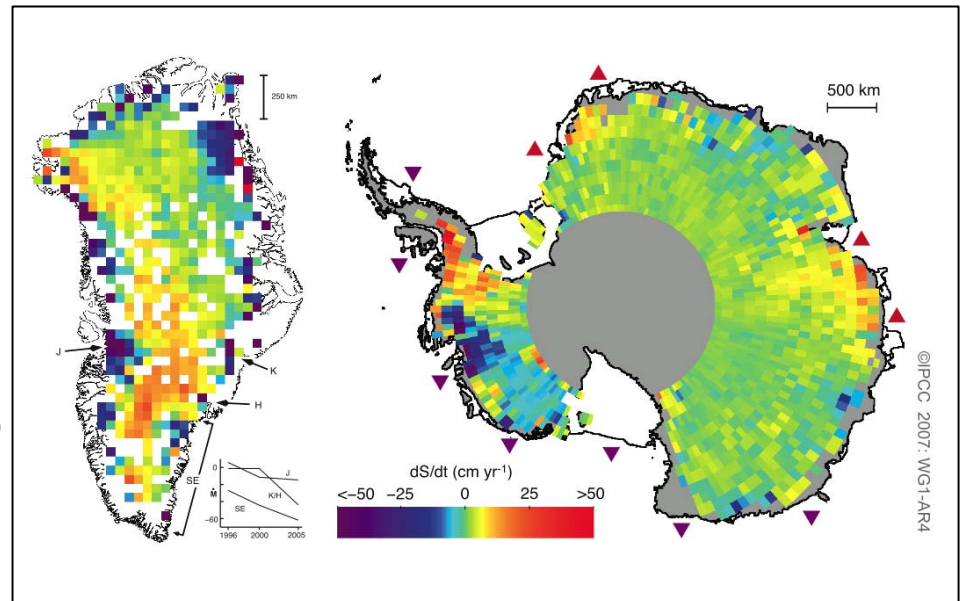 250 km
500 km
J
K
H
SE
0
M
–60
J
K/H
SE
1996 2000 2005
dS/dt (cm yr-1)
<–50 –25 0 25 >50
©IPCC 2007: WG1-AR4